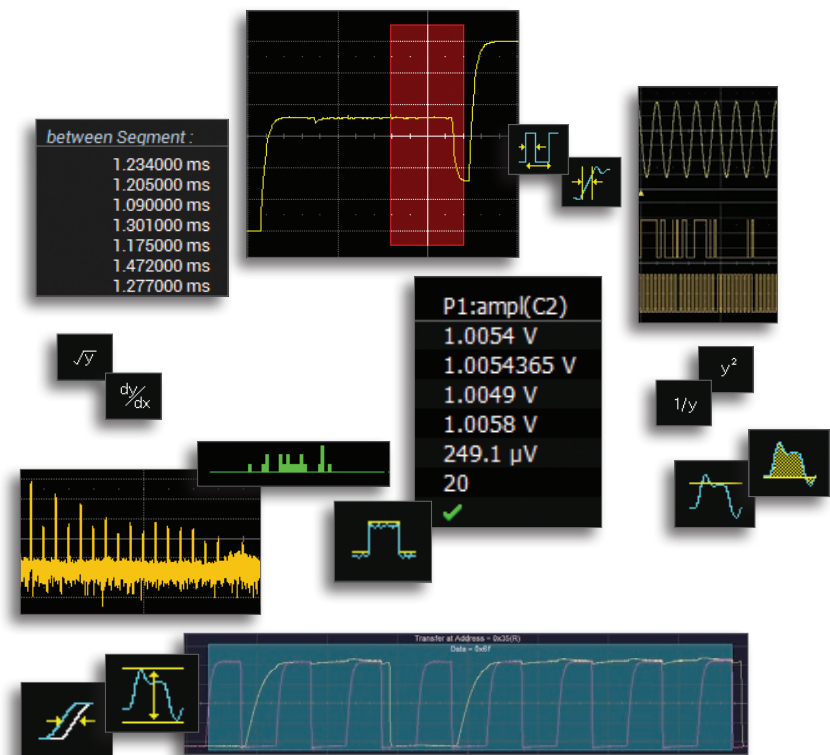 between Segment :
1.234000 ms
1.205000 ms
1.090000 ms
1.301000 ms
1.175000 ms
1.472000 ms
1.277000 ms
P1:ampl(C2)
1.0054 V
1.0054365 V
1.0049 V
1.0058 V
249.1 µV
20
√y
dy/dx
y²
1/y
Transfer at Address = 0x35(R)
Data = 0x6f